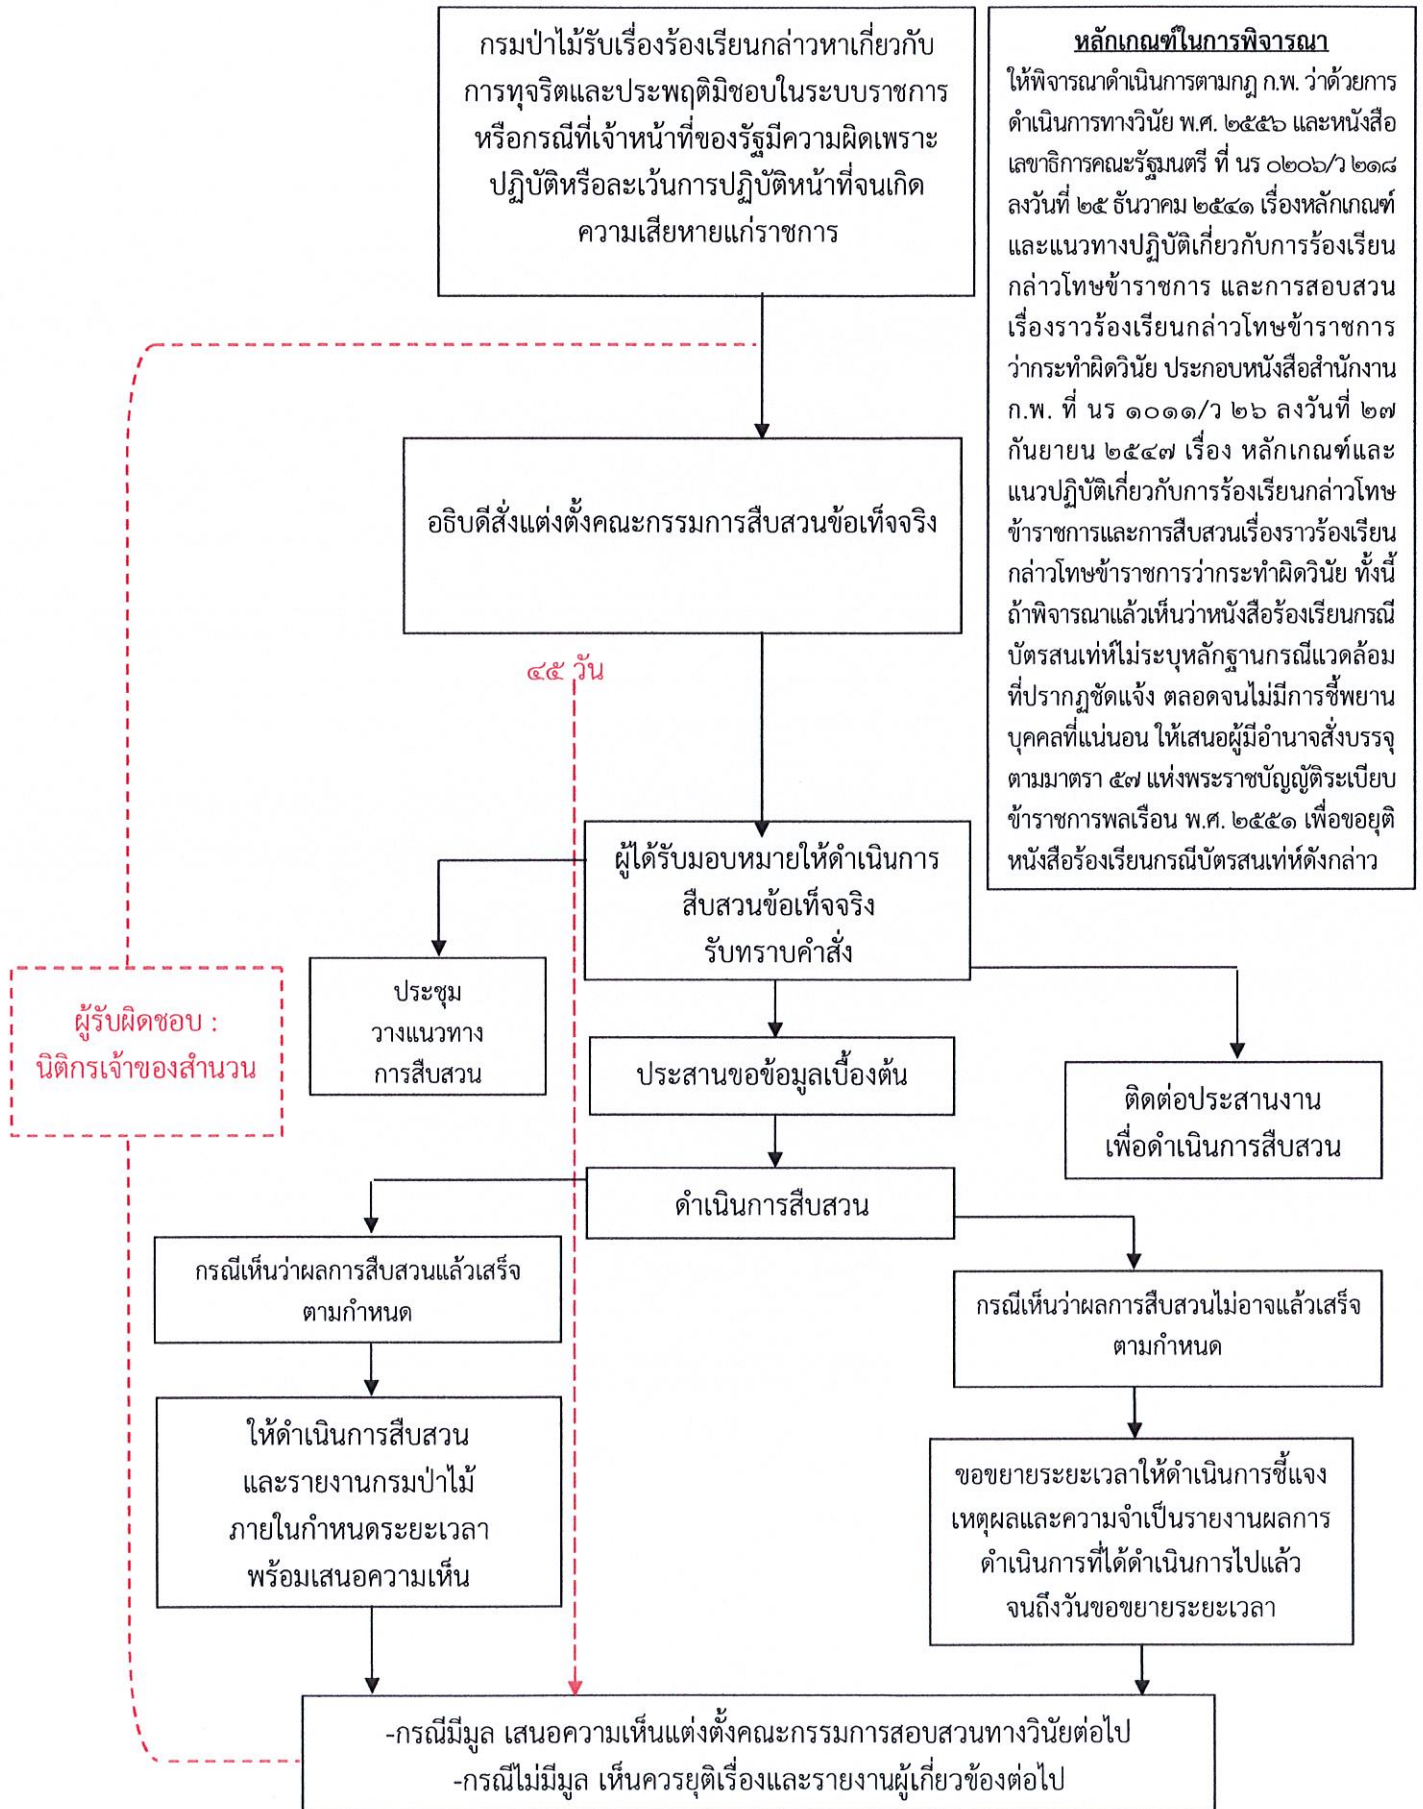 กรมป่าไม้รับเรื่องร้องเรียนกล่าวหาเกี่ยวกับ
การทุจริตและประพฤติมิชอบในระบบราชการ
หรือกรณีที่เจ้าหน้าที่ของรัฐมีความผิดเพราะ
ปฏิบัติหรือละเว้นการปฏิบัติหน้าที่จนเกิด
ความเสียหายแก่ราชการ
หลักเกณฑ์ในการพิจารณา
ให้พิจารณาดำเนินการตามกฎ ก.พ. ว่าด้วยการ
ดำเนินการทางวินัย พ.ศ. ๒๕๕๖ และหนังสือ
เลขาธิการคณะรัฐมนตรี ที่ นร ๐๒๐๖/ว ๒๑๘
ลงวันที่ ๒๕ ธันวาคม ๒๕๔๑ เรื่องหลักเกณฑ์
และแนวทางปฏิบัติเกี่ยวกับการร้องเรียน
กล่าวโทษข้าราชการ และการสอบสวน
เรื่องราวร้องเรียนกล่าวโทษข้าราชการ
ว่ากระทำผิดวินัย ประกอบหนังสือสำนักงาน
ก.พ. ที่ นร ๑๐๑๑/ว ๒๖ ลงวันที่ ๒๗
กันยายน ๒๕๔๗ เรื่อง หลักเกณฑ์และ
แนวปฏิบัติเกี่ยวกับการร้องเรียนกล่าวโทษ
ข้าราชการและการสืบสวนเรื่องราวร้องเรียน
กล่าวโทษข้าราชการว่ากระทำผิดวินัย ทั้งนี้
ถ้าพิจารณาแล้วเห็นว่าหนังสือร้องเรียนกรณี
บัตรสนเท่ห์ไม่ระบุหลักฐานกรณีแวดล้อม
ที่ปรากฏชัดแจ้ง ตลอดจนไม่มีการชี้พยาน
บุคคลที่แน่นอน ให้เสนอผู้มีอำนาจสั่งบรรจุ
ตามมาตรา ๕๗ แห่งพระราชบัญญัติระเบียบ
ข้าราชการพลเรือน พ.ศ. ๒๕๕๑ เพื่อขอยุติ
หนังสือร้องเรียนกรณีบัตรสนเท่ห์ดังกล่าว
อธิบดีสั่งแต่งตั้งคณะกรรมการสืบสวนข้อเท็จจริง
๔๕ วัน
ผู้ได้รับมอบหมายให้ดำเนินการ
สืบสวนข้อเท็จจริง
รับทราบคำสั่ง
ผู้รับผิดชอบ :
นิติกรเจ้าของสำนวน
ประชุม
วางแนวทาง
การสืบสวน
ประสานขอข้อมูลเบื้องต้น
ติดต่อประสานงาน
เพื่อดำเนินการสืบสวน
ดำเนินการสืบสวน
กรณีเห็นว่าผลการสืบสวนแล้วเสร็จ
ตามกำหนด
กรณีเห็นว่าผลการสืบสวนไม่อาจแล้วเสร็จ
ตามกำหนด
ให้ดำเนินการสืบสวน
และรายงานกรมป่าไม้
ภายในกำหนดระยะเวลา
พร้อมเสนอความเห็น
ขอขยายระยะเวลาให้ดำเนินการชี้แจง
เหตุผลและความจำเป็นรายงานผลการ
ดำเนินการที่ได้ดำเนินการไปแล้ว
จนถึงวันขอขยายระยะเวลา
-กรณีมีมูล เสนอความเห็นแต่งตั้งคณะกรรมการสอบสวนทางวินัยต่อไป
-กรณีไม่มีมูล เห็นควรยุติเรื่องและรายงานผู้เกี่ยวข้องต่อไป